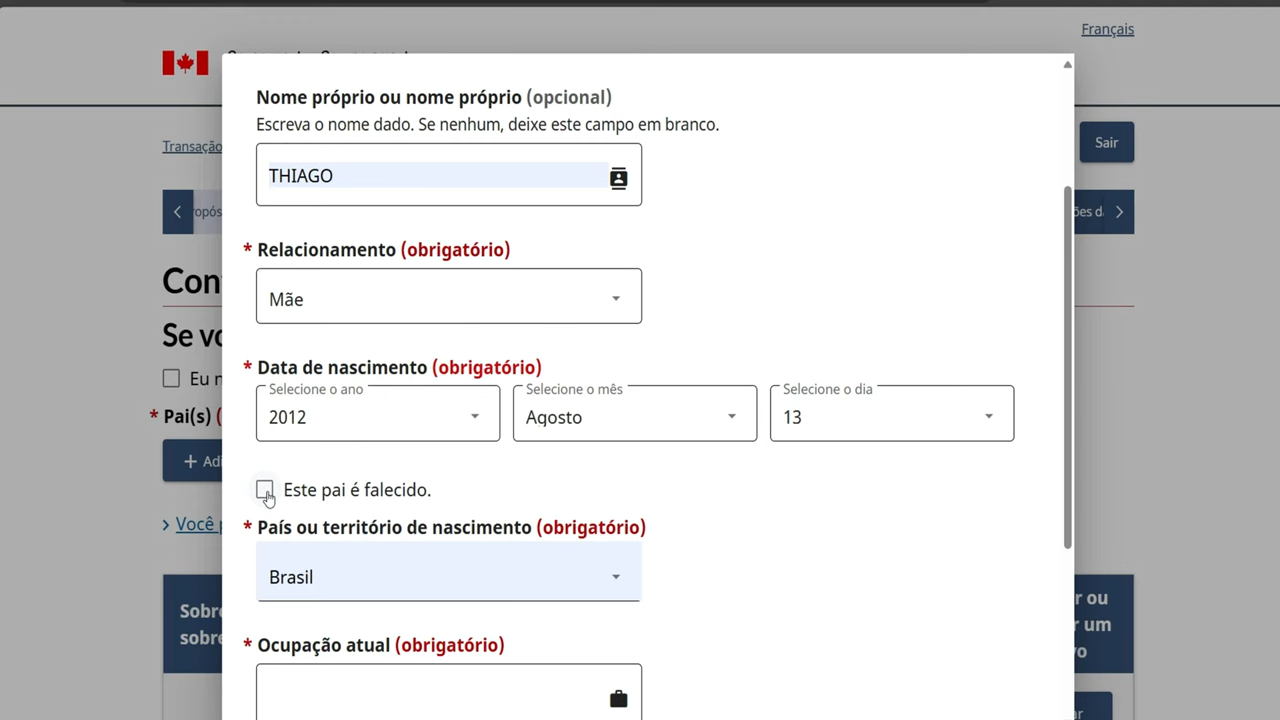 Français
Nome próprio ou nome próprio (opcional)
Escreva o nome dado. Se nenhum, deixe este campo em branco.
Transação
Sair
THIAGO
* Relacionamento (obrigatório)
Mãe
Con
Se vo
* Data de nascimento (obrigatório)
Eu n
Selecione o ano
Selecione o mês
Selecione o dia
* Pai(s) (
2012
Agosto
13
+ Adi
Este pai é falecido.
Você p
* País ou território de nascimento (obrigatório)
Brasil
Sobre
sobre
r ou
r um
vo
* Ocupação atual (obrigatório)